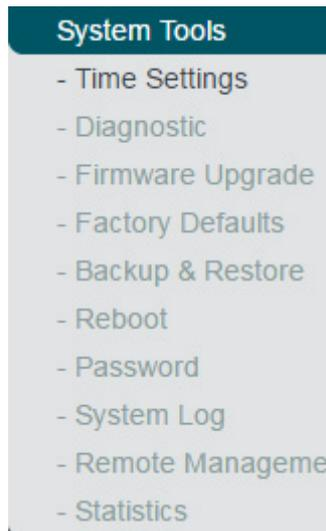 System Tools
- Time Settings
- Diagnostic
- Firmware Upgrade
- Factory Defaults
- Backup & Restore
- Reboot
- Password
- System Log
- Remote Manageme
- Statistics